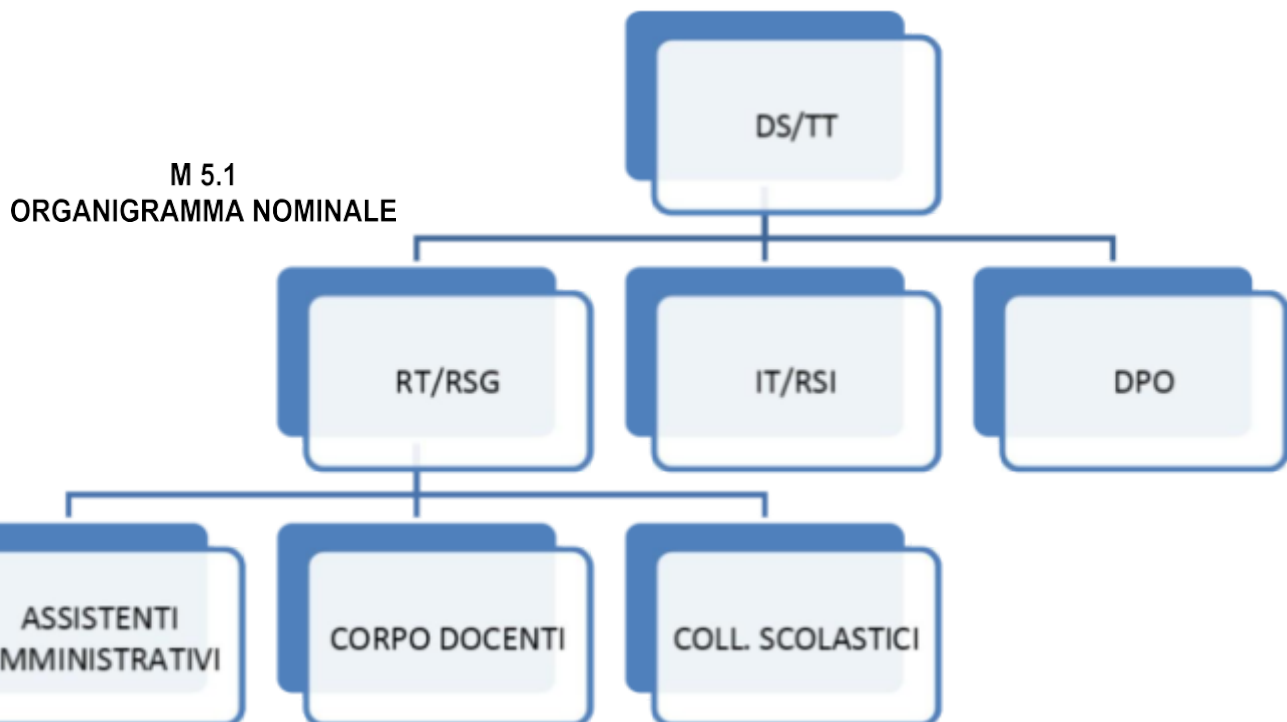 M 5.1
ORGANIGRAMMA NOMINALE
DS/TT
RT/RSG
IT/RSI
DPO
ASSISTENTI
MMINISTRATIVI
CORPO DOCENTI
COLL. SCOLASTICI